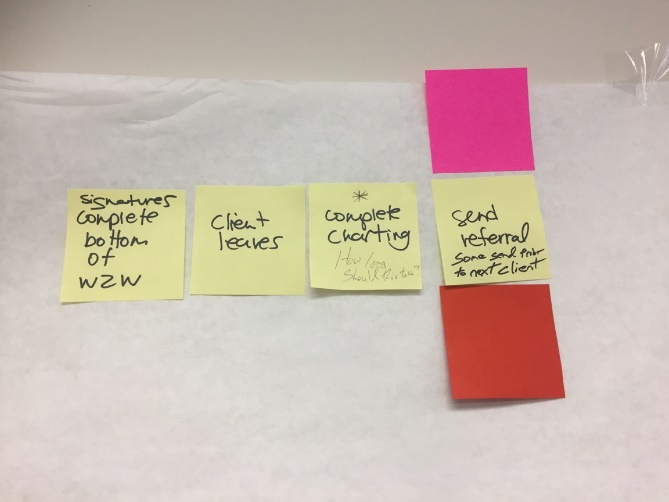 signatures
complete
bottom
of
W2W
Client
leaves
*
complete
Charting
How long
Should this take?
Send
referral
some send prior
to next client